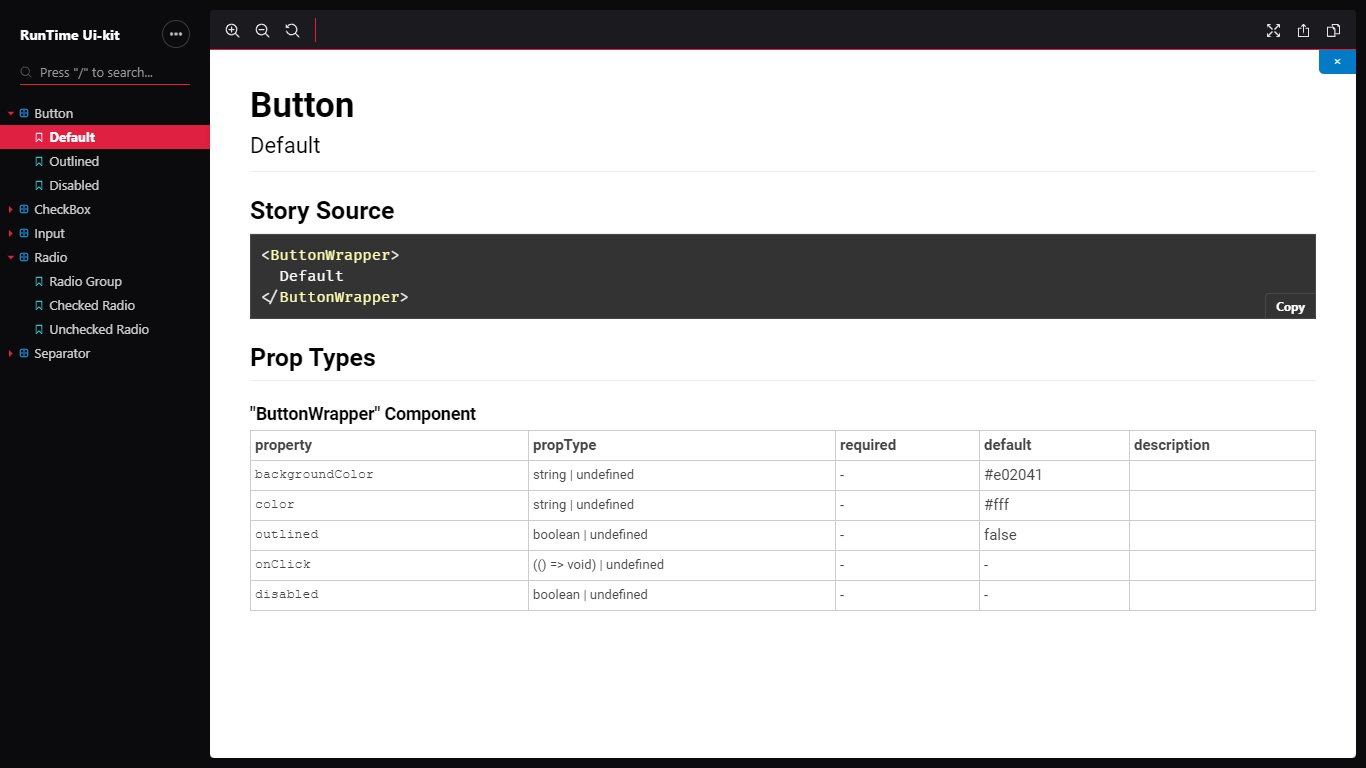 RunTime Ui-kit
Press "/" to search...
Button
Default
Outlined
Disabled
CheckBox
Input
Radio
Radio Group
Checked Radio
Unchecked Radio
Separator
×
Button
Default
Story Source
<ButtonWrapper>
Default
</ButtonWrapper>
Copy
Prop Types
"ButtonWrapper" Component
property propType required default description
backgroundColor string | undefined - #e02041
color string | undefined - #fff
outlined boolean | undefined - false
onClick (() => void) | undefined - -
disabled boolean | undefined - -